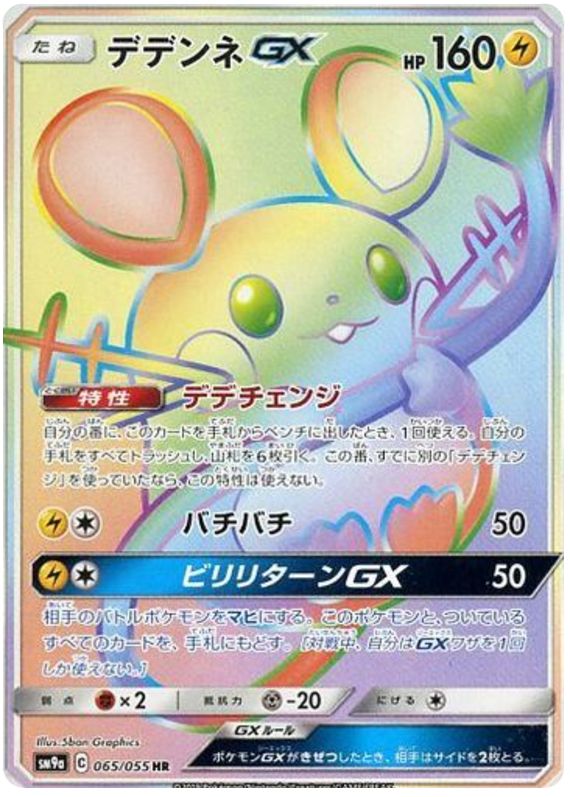 たね デデンネGX HP160
特性 デデチェンジ
自分の番に、このカードを手札からベンチに出したとき、1回使える。自分の
手札をすべてトラッシュし、山札を6枚引く。この番、すでに別の「デデチェン
ジ」を使っていたなら、この特性は使えない。
バチバチ 50
ビリリターンGX 50
相手のバトルポケモンをマヒにする。このポケモンと、ついている
すべてのカードを、手札にもどす。[対戦中、自分はGXワザを1回
しか使えない。]
弱点 ×2 抵抗力 -20 にげる
Illus.5ban Graphics
GXルール
sm9a C 065/055 HR
ポケモンGXがきぜつしたとき、相手はサイドを2枚とる。